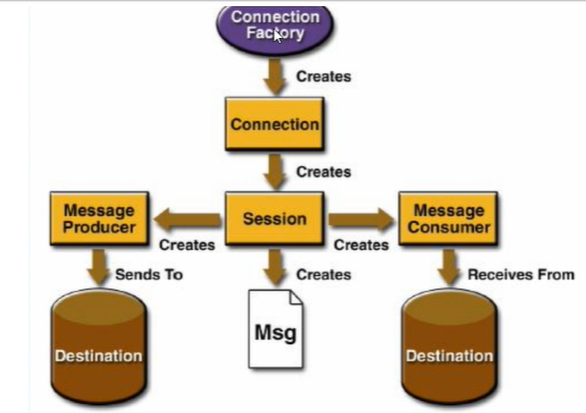 Connection
Factory
Creates
Connection
Creates
Message
Producer
Session
Message
Consumer
Creates
Creates
Sends To
Creates
Receives From
Msg
Destination
Destination